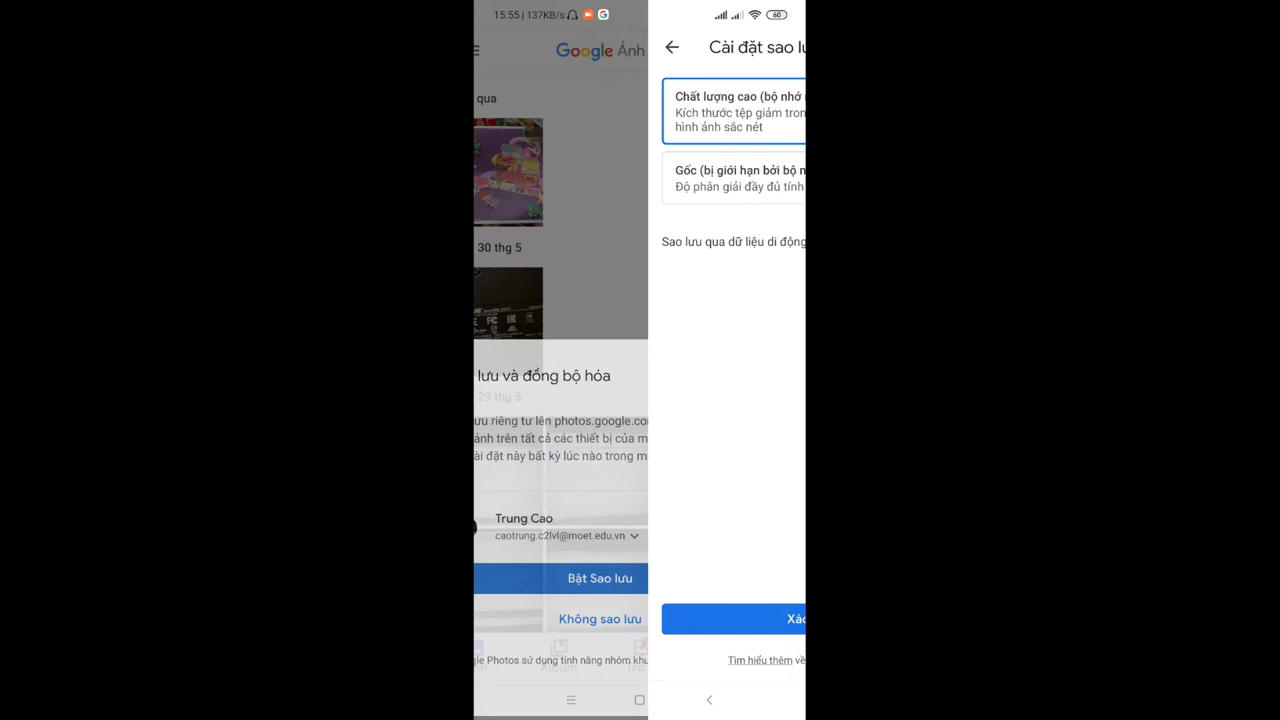 15:55 | 137KB/s
60
Google Ảnh
Cài đặt sao lư
qua
Chất lượng cao (bộ nhớ
Kích thước tệp giảm tron
hình ảnh sắc nét
Gốc (bị giới hạn bởi bộ n
Độ phân giải đầy đủ tính
30 thg 5
Sao lưu qua dữ liệu di động
lưu và đồng bộ hóa
29 thg 5
ưu riêng tư lên photos.google.co
ảnh trên tất cả các thiết bị của m
ài đặt này bất kỳ lúc nào trong m
Trung Cao
caotrung.c2lvl@moet.edu.vn
Bật Sao lưu
Không sao lưu
Xác
Album
gle Photos sử dụng tính năng nhóm khu
Tìm hiểu thêm về